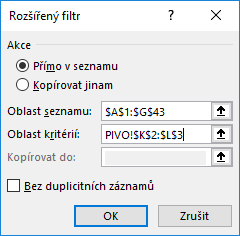 Rozšířený filtr
Akce
Přímo v seznamu
Kopírovat jinam
Oblast seznamu: $A$1:$G$43
Oblast kritérií: PIVO!$K$2:$L$3
Kopírovat do:
Bez duplicitních záznamů
OK Zrušit